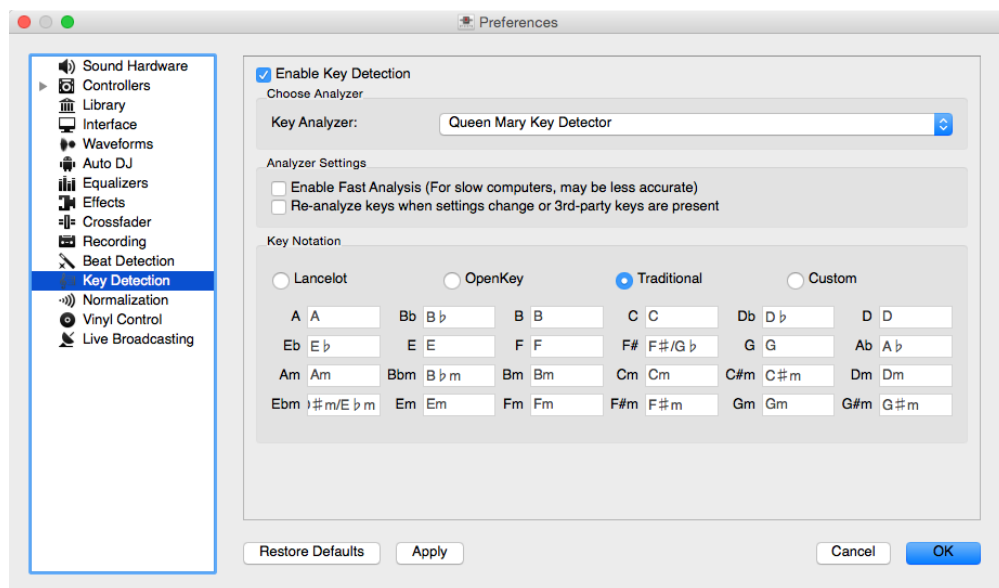 Preferences
Sound Hardware
Controllers
Library
Interface
Waveforms
Auto DJ
Equalizers
Effects
Crossfader
Recording
Beat Detection
Key Detection
Normalization
Vinyl Control
Live Broadcasting
Enable Key Detection
Choose Analyzer
Key Analyzer: Queen Mary Key Detector
Analyzer Settings
Enable Fast Analysis (For slow computers, may be less accurate)
Re-analyze keys when settings change or 3rd-party keys are present
Key Notation
Lancelot OpenKey Traditional Custom
A A Bb B♭ B B C C Db D♭ D D
Eb E♭ E E F F F# F♯/G♭ G G Ab A♭
Am Am Bbm B♭m Bm Bm Cm Cm C#m C♯m Dm Dm
Ebm ♯m/E♭m Em Em Fm Fm F#m F♯m Gm Gm G#m G♯m
Restore Defaults Apply Cancel OK